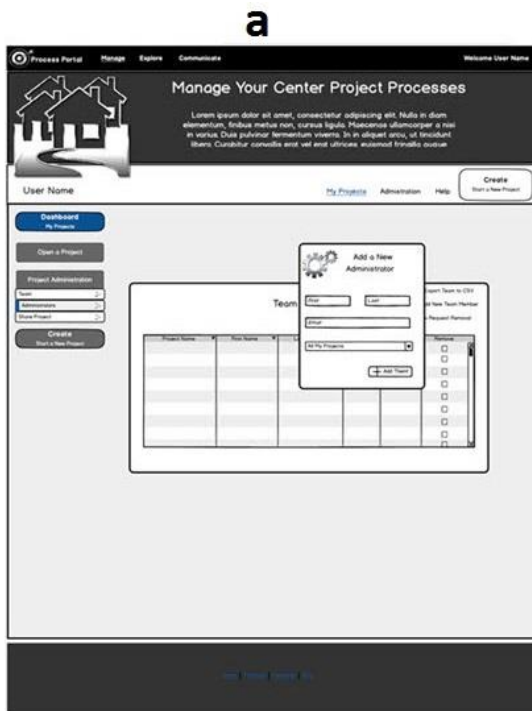 a
Process Portal Manage Explore Communicate Welcome User Name
Manage Your Center Project Processes
Lorem ipsum dolor sit amet, consectetur adipiscing elit. Nulla in diam
elementum, finibus metus non, cursus ligula. Maecenas ullamcorper a nisi
in varius. Duis pulvinar fermentum viverra. In in aliquet arcu, ut tincidunt
libero. Curabitur convallis erat vel erat ultrices, euismod fringilla augue
User Name My Projects Administration Help
Create
Start a New Project
Dashboard
My Projects
Open a Project
Project Administration
Team
Administrators
Share Project
Create
Start a New Project
Add a New
Administrator
First Last
Email
All My Projects
Add Them!
Team
Export Team to CSV
Add New Team Member
Request Removal
Project Name First Name Remove